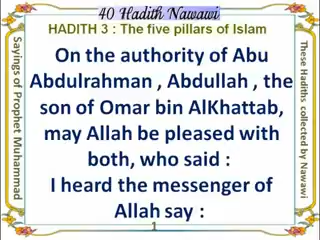 40 Hadith Nawawi
HADITH 3 : The five pillars of Islam
Sayings of Prophet Muhammad
On the authority of Abu
Abdulrahman , Abdullah , the
son of Omar bin AlKhattab,
may Allah be pleased with
both, who said :
I heard the messenger of
Allah say :
These Hadiths collected by Nawawi
1